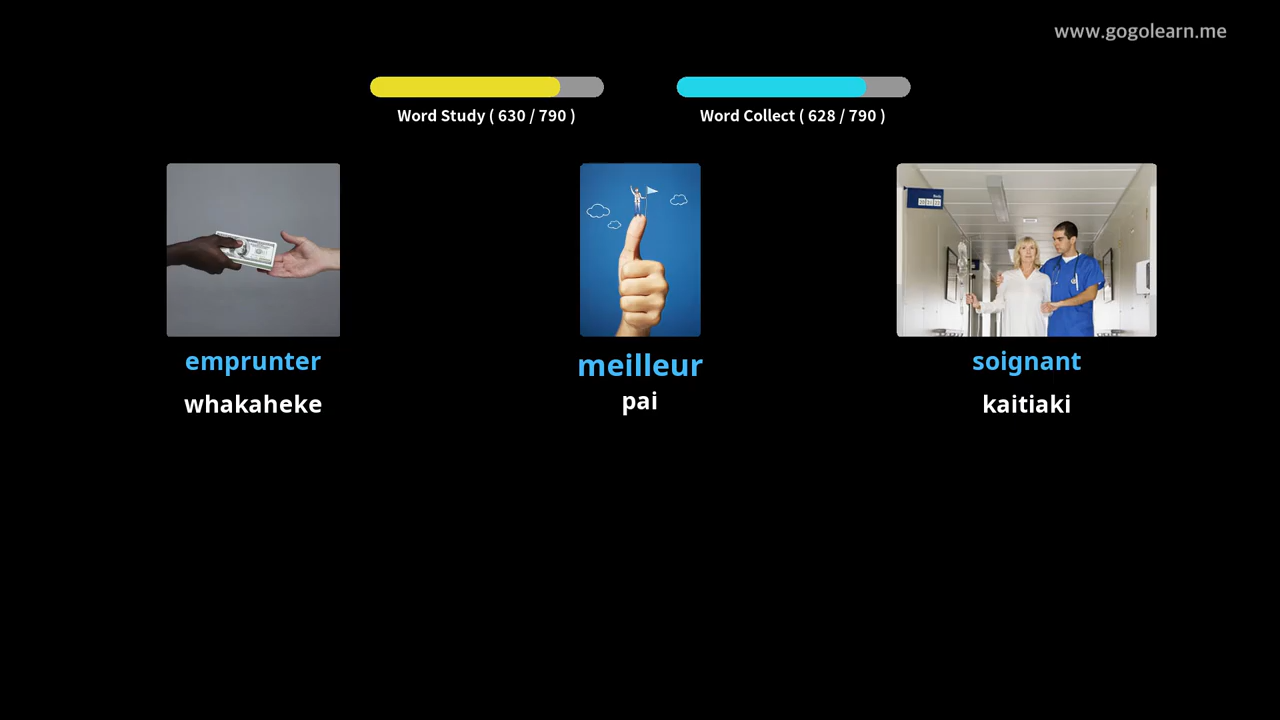 www.gogolearn.me
Word Study ( 630 / 790 )
Word Collect ( 628 / 790 )
emprunter
meilleur
soignant
whakaheke
pai
kaitiaki